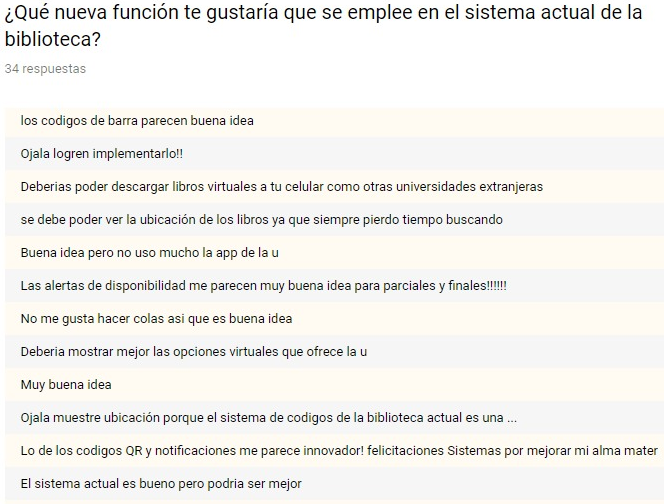 ¿Qué nueva función te gustaría que se emplee en el sistema actual de la
biblioteca?
34 respuestas
los codigos de barra parecen buena idea
Ojala logren implementarlo!!
Deberias poder descargar libros virtuales a tu celular como otras universidades extranjeras
se debe poder ver la ubicación de los libros ya que siempre pierdo tiempo buscando
Buena idea pero no uso mucho la app de la u
Las alertas de disponibilidad me parecen muy buena idea para parciales y finales!!!!!!
No me gusta hacer colas asi que es buena idea
Deberia mostrar mejor las opciones virtuales que ofrece la u
Muy buena idea
Ojala muestre ubicación porque el sistema de codigos de la biblioteca actual es una ...
Lo de los codigos QR y notificaciones me parece innovador! felicitaciones Sistemas por mejorar mi alma mater
El sistema actual es bueno pero podria ser mejor